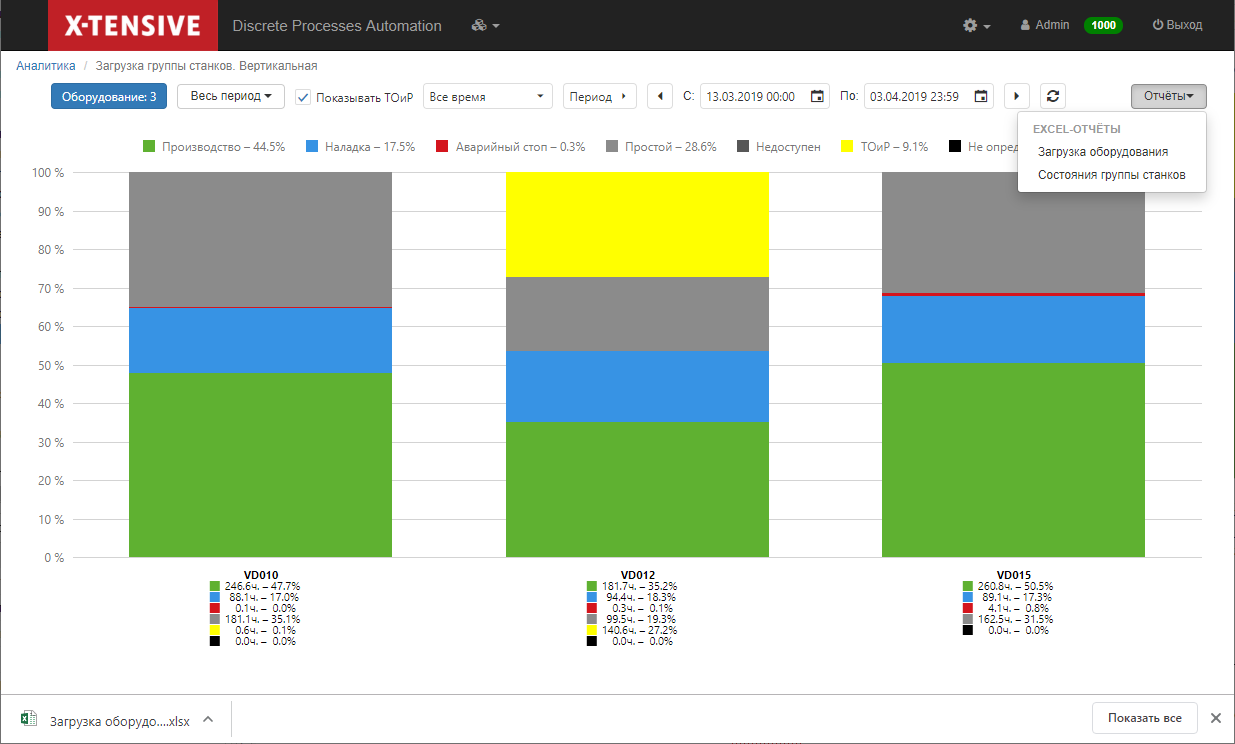 X-TENSIVE Discrete Processes Automation Admin 1000 Выход
Аналитика / Загрузка группы станков. Вертикальная
Оборудование: 3 Весь период Показывать ТОиР Все время Период С: 13.03.2019 00:00 По: 03.04.2019 23:59 Отчёты
EXCEL-ОТЧЁТЫ
Загрузка оборудования
Состояния группы станков
Производство – 44.5% Наладка – 17.5% Аварийный стоп – 0.3% Простой – 28.6% Недоступен ТОиР – 9.1% Не опред
100 %
90 %
80 %
70 %
60 %
50 %
40 %
30 %
20 %
10 %
0 %
VD010
246.6ч. – 47.7%
88.1ч. – 17.0%
0.1ч. – 0.0%
181.1ч. – 35.1%
0.6ч. – 0.1%
0.0ч. – 0.0%
VD012
181.7ч. – 35.2%
94.4ч. – 18.3%
0.3ч. – 0.1%
99.5ч. – 19.3%
140.6ч. – 27.2%
0.0ч. – 0.0%
VD015
260.8ч. – 50.5%
89.1ч. – 17.3%
4.1ч. – 0.8%
162.5ч. – 31.5%
0.0ч. – 0.0%
Загрузка оборудо....xlsx Показать все